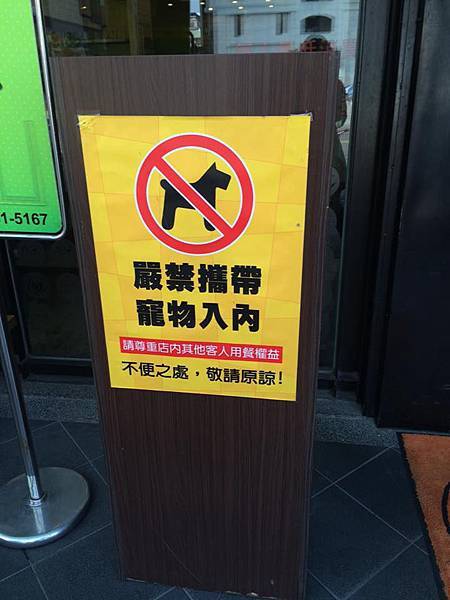 1-5167
嚴禁攜帶
寵物入內
請尊重店內其他客人用餐權益
不便之處，敬請原諒!